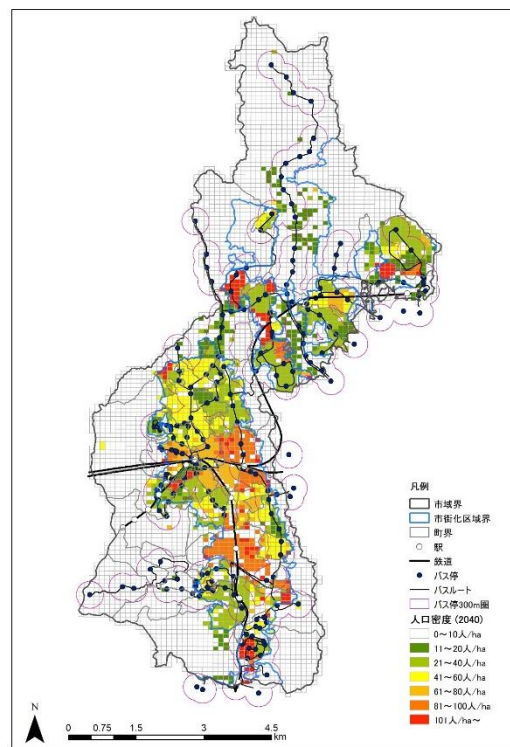 凡例
市域界
市街化区域界
町界
駅
鉄道
バス停
バスルート
バス停300m圏
人口密度 (2040)
0～10人/ha
11～20人/ha
21～40人/ha
41～60人/ha
61～80人/ha
81～100人/ha
101人/ha～
N
0 0.75 1.5 3 4.5
km